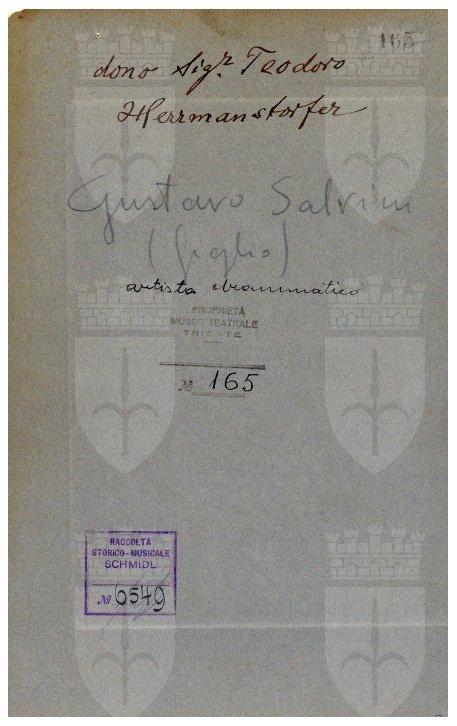 165
dono Sigr. Teodoro
Herrmanstorfer
Gustavo Salvini
(figlio)
artista drammatico
PROPRIETÀ
MUSEO TEATRALE
TRIESTE
No 165
RACCOLTA
STORICO-MUSICALE
SCHMIDL
No 6549